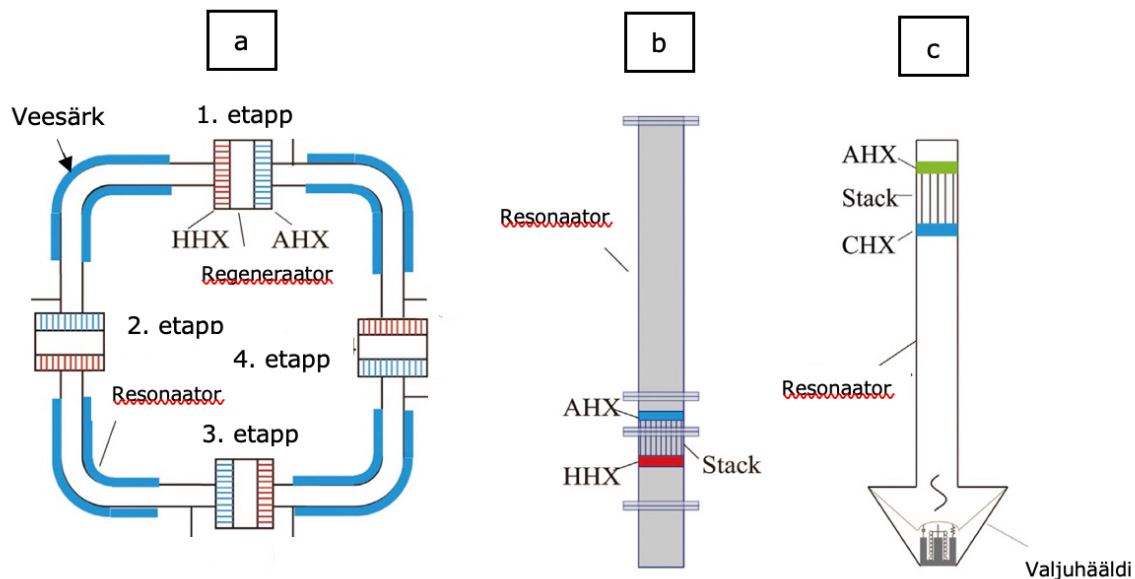 a
Veesärk
1. etapp
HHX
AHX
Regeneraator
2. etapp
4. etapp
Resonaator
3. etapp
b
Resonaator
AHX
HHX
Stack
c
AHX
Stack
CHX
Resonaator
Valjuhääldi